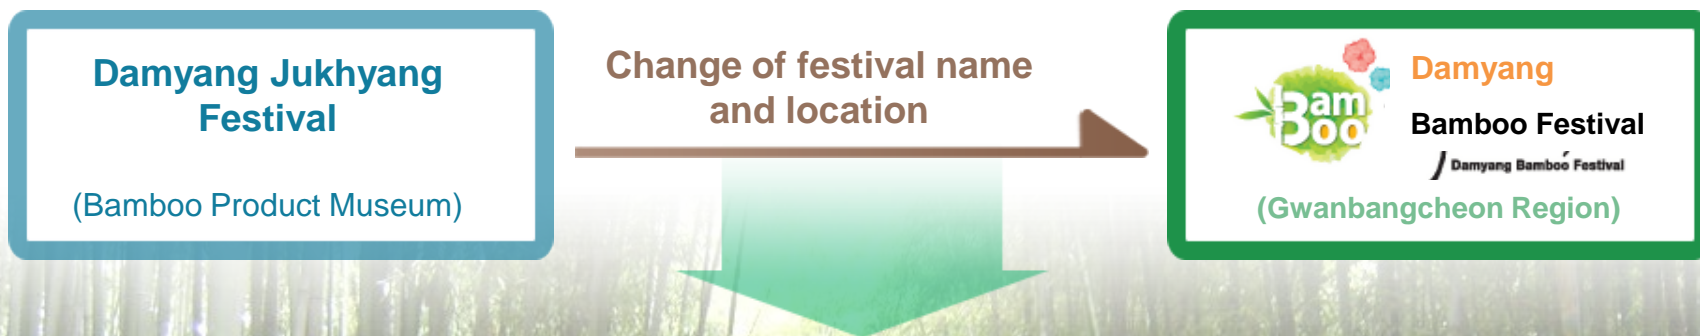 Damyang Jukhyang
Festival
(Bamboo Product Museum)
Change of festival name
and location
Bam
Boo
Damyang
Bamboo Festival
Damyang Bamboo Festival
(Gwanbangcheon Region)